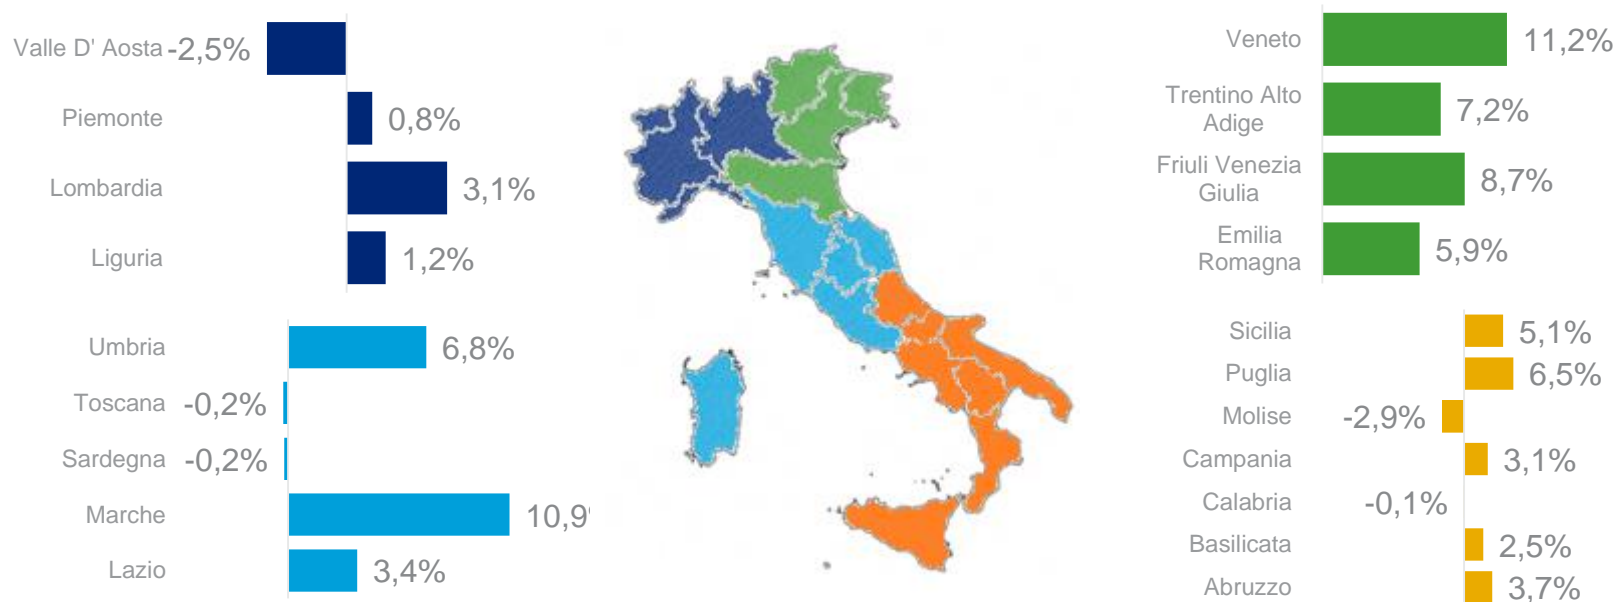 Valle D' Aosta -2,5%
Piemonte 0,8%
Lombardia 3,1%
Liguria 1,2%
Umbria 6,8%
Toscana -0,2%
Sardegna -0,2%
Marche 10,9
Lazio 3,4%
Veneto 11,2%
Trentino Alto
Adige 7,2%
Friuli Venezia
Giulia 8,7%
Emilia
Romagna 5,9%
Sicilia 5,1%
Puglia 6,5%
Molise -2,9%
Campania 3,1%
Calabria -0,1%
Basilicata 2,5%
Abruzzo 3,7%